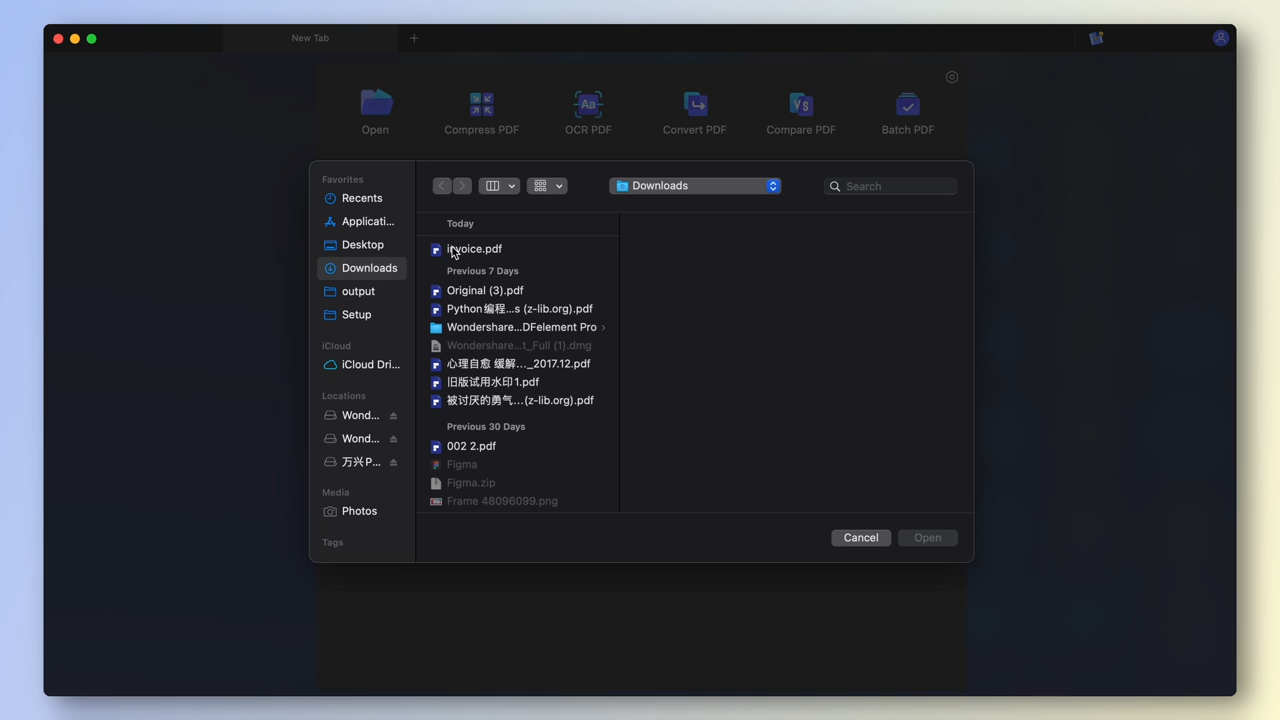 New Tab
Open
Compress PDF
OCR PDF
Convert PDF
Compare PDF
Batch PDF
Aa
VS
Favorites
Recents
Applicati...
Desktop
Downloads
output
Setup
iCloud
iCloud Dri...
Locations
Wond...
Wond...
万兴P...
Media
Photos
Tags
Downloads
Search
Today
invoice.pdf
Previous 7 Days
Original (3).pdf
Python编程...s (z-lib.org).pdf
Wondershare...DFelement Pro
Wondershare...t_Full (1).dmg
心理自愈 缓解..._2017.12.pdf
旧版试用水印1.pdf
被讨厌的勇气...(z-lib.org).pdf
Previous 30 Days
002 2.pdf
Figma
Figma.zip
Frame 48096099.png
Cancel
Open